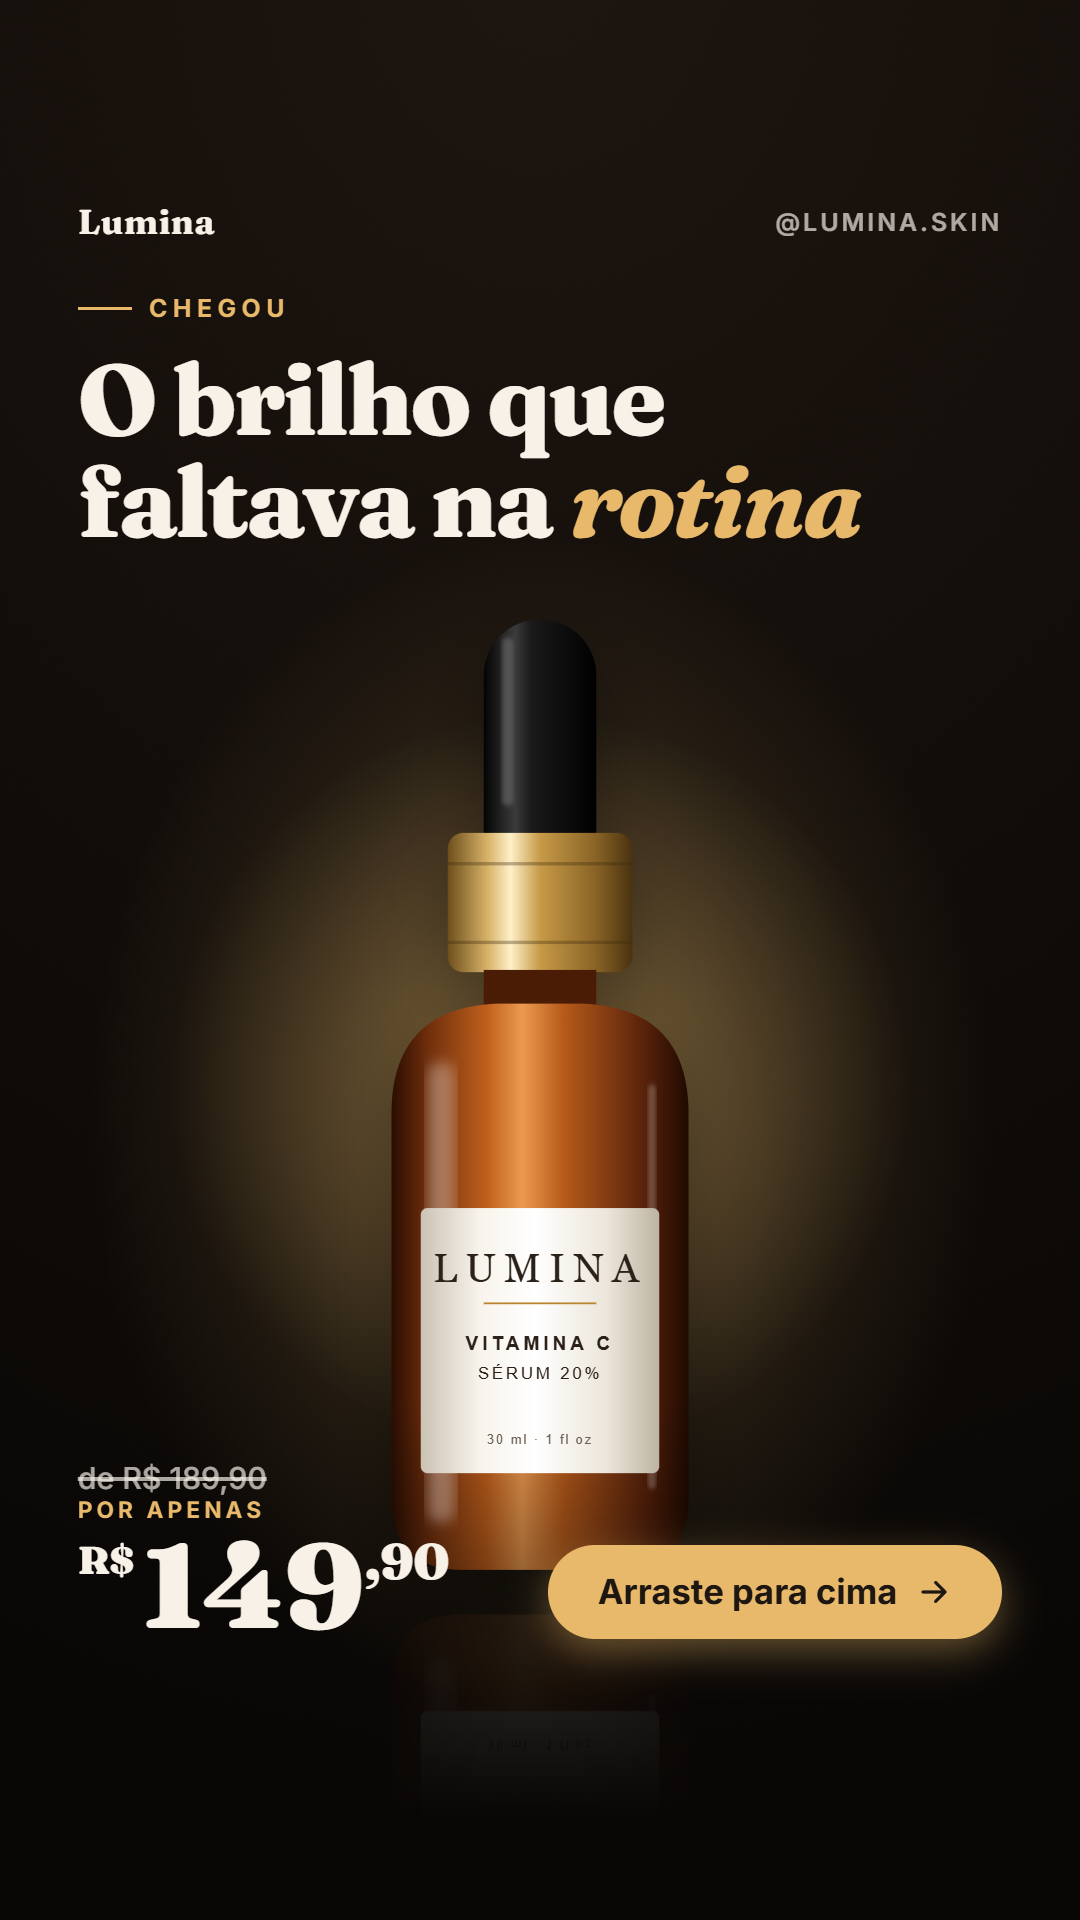 Lumina
@LUMINA.SKIN
CHEGOU
O brilho que
faltava na rotina
LUMINA
VITAMINA C
SÉRUM 20%
30 ml · 1 fl oz
de R$ 189,90
POR APENAS
R$ 149,90
Arraste para cima →